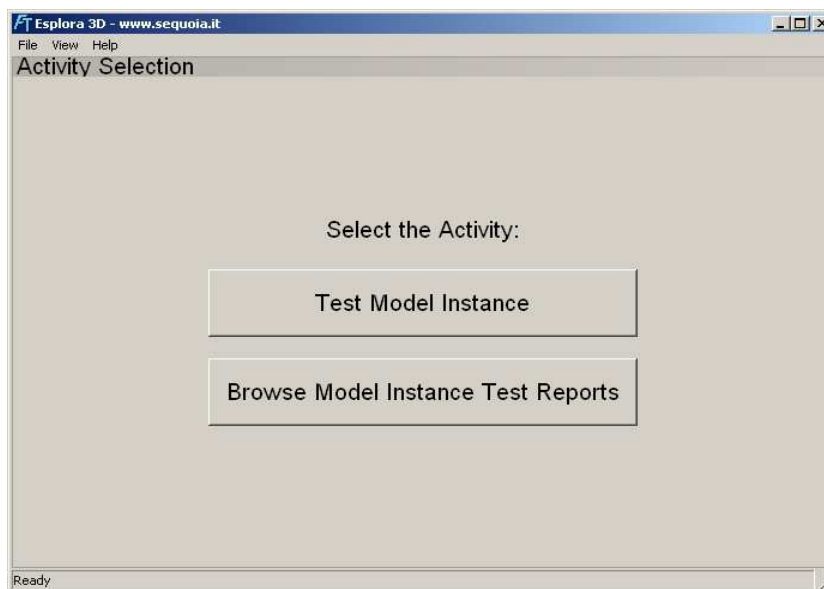 FT Esplora 3D - www.sequoia.it
File View Help
Activity Selection
Select the Activity:
Test Model Instance
Browse Model Instance Test Reports
Ready